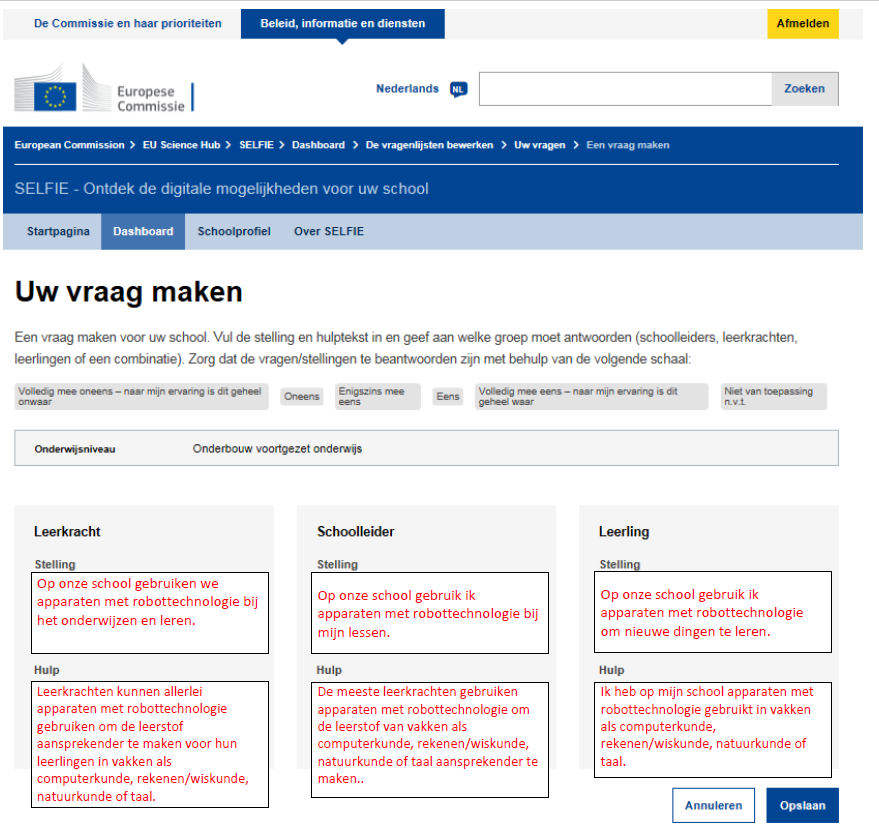 De Commissie en haar prioriteiten
Beleid, informatie en diensten
Afmelden
Europese
Commissie
Nederlands
NL
Zoeken
European Commission > EU Science Hub > SELFIE > Dashboard > De vragenlijsten bewerken > Uw vragen > Een vraag maken
SELFIE - Ontdek de digitale mogelijkheden voor uw school
Startpagina
Dashboard
Schoolprofiel
Over SELFIE
Uw vraag maken
Een vraag maken voor uw school. Vul de stelling en hulptekst in en geef aan welke groep moet antwoorden (schoolleiders, leerkrachten,
leerlingen of een combinatie). Zorg dat de vragen/stellingen te beantwoorden zijn met behulp van de volgende schaal:
Volledig mee oneens – naar mijn ervaring is dit geheel
onwaar
Oneens
Enigszins mee
eens
Eens
Volledig mee eens – naar mijn ervaring is dit
geheel waar
Niet van toepassing
n.v.t.
Onderwijsniveau
Onderbouw voortgezet onderwijs
Leerkracht
Stelling
Op onze school gebruiken we
apparaten met robottechnologie bij
het onderwijzen en leren.
Hulp
Leerkrachten kunnen allerlei
apparaten met robottechnologie
gebruiken om de leerstof
aansprekender te maken voor hun
leerlingen in vakken als
computerkunde, rekenen/wiskunde,
natuurkunde of taal.
Schoolleider
Stelling
Op onze school gebruik ik
apparaten met robottechnologie bij
mijn lessen.
Hulp
De meeste leerkrachten gebruiken
apparaten met robottechnologie om
de leerstof van vakken als
computerkunde, rekenen/wiskunde,
natuurkunde of taal aansprekender te
maken..
Leerling
Stelling
Op onze school gebruik ik
apparaten met robottechnologie
om nieuwe dingen te leren.
Hulp
Ik heb op mijn school apparaten met
robottechnologie gebruikt in vakken
als computerkunde,
rekenen/wiskunde, natuurkunde of
taal.
Annuleren
Opslaan